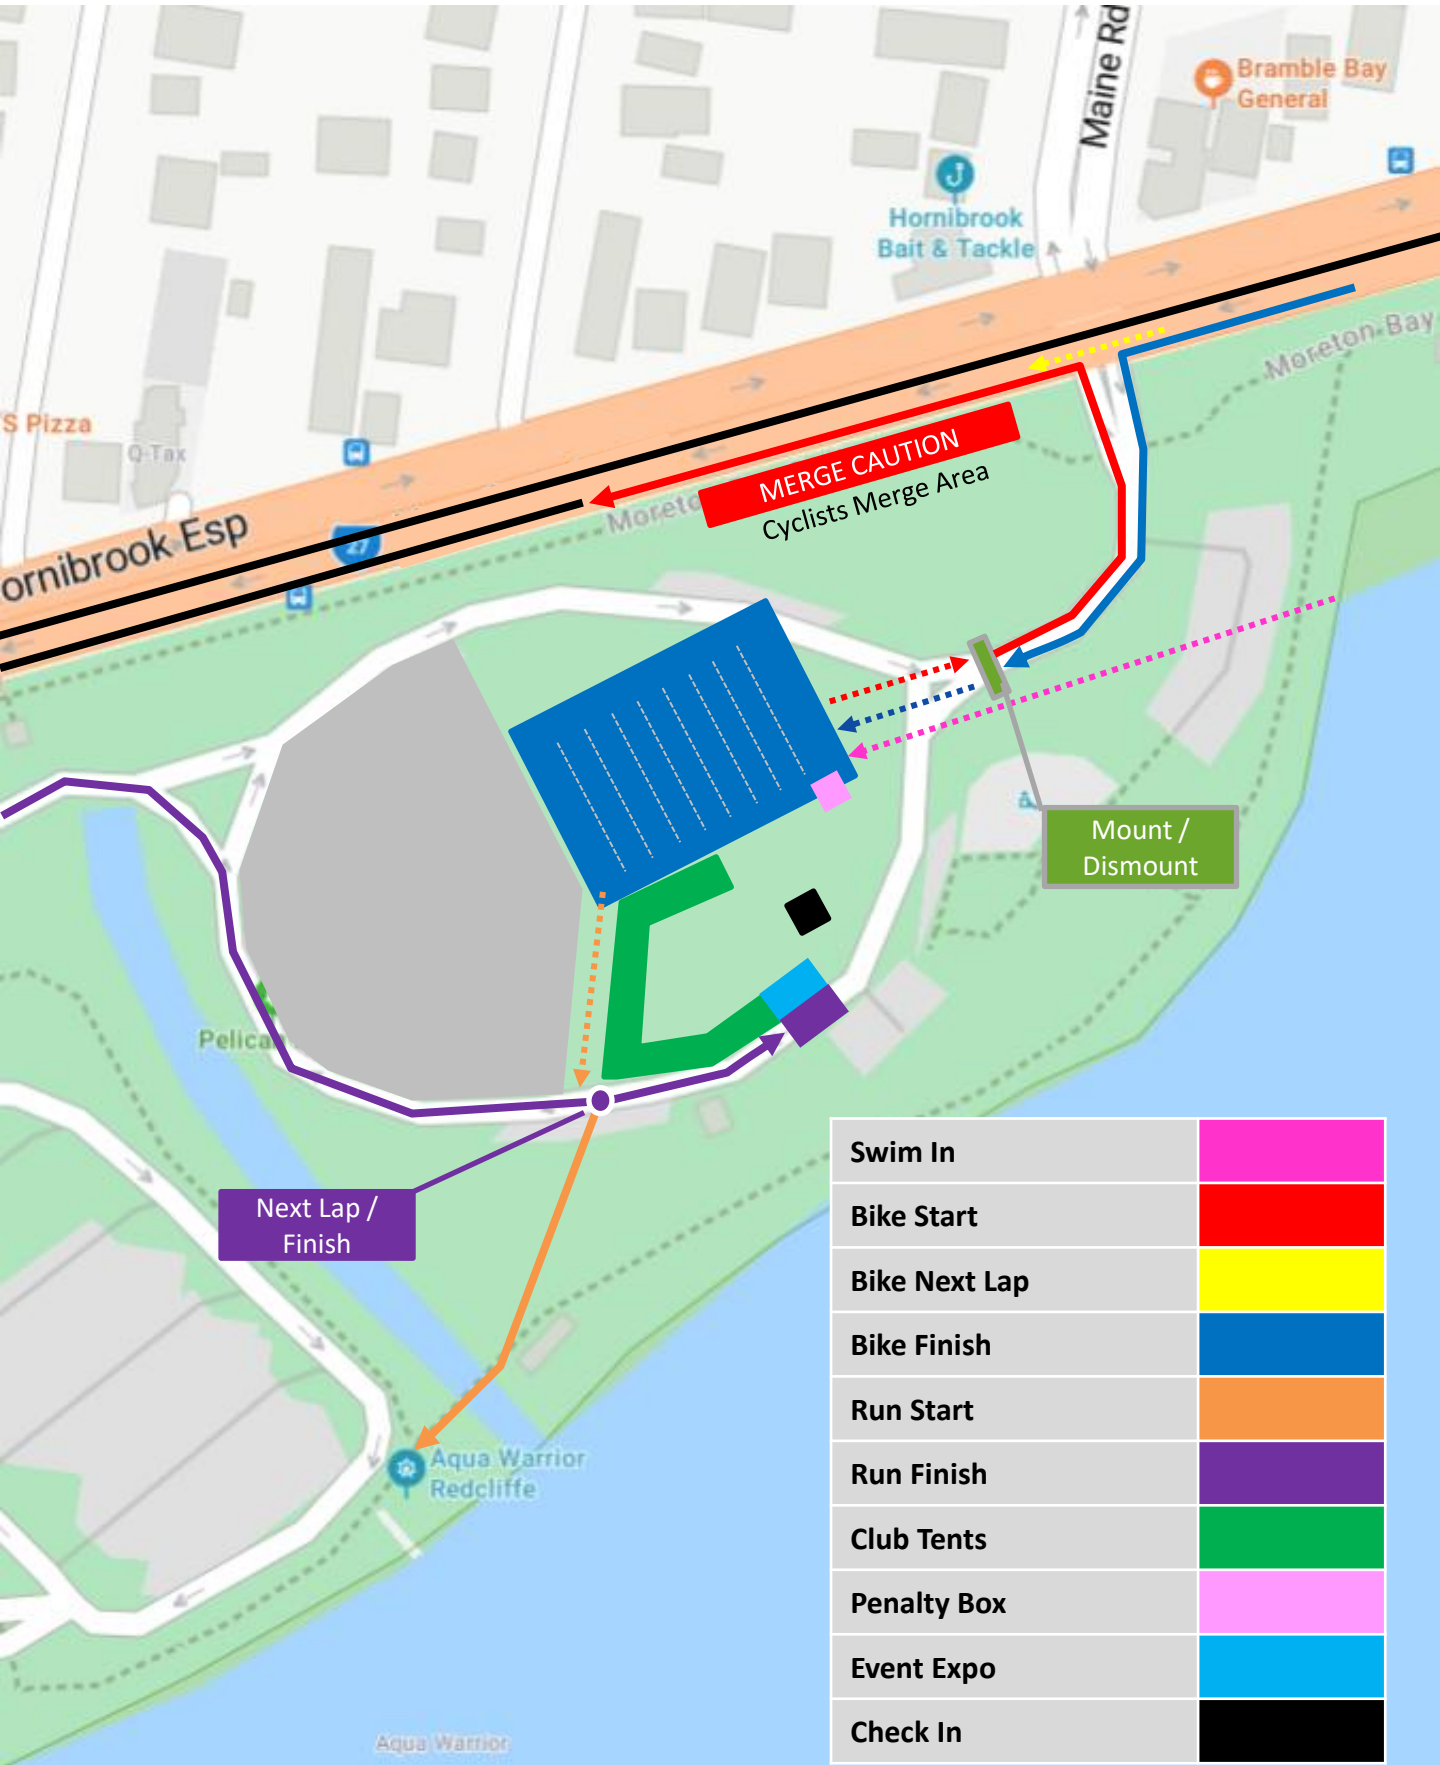 Maine Rd
Bramble Bay
General
Hornibrook
Bait & Tackle
Moreton-Bay
'S Pizza
Q-Tax
MERGE CAUTION
Cyclists Merge Area
Moreto
ornibrook Esp
27
Mount /
Dismount
Pelican
Next Lap /
Finish
Aqua Warrior
Redcliffe
Aqua Warrior
Swim In
Bike Start
Bike Next Lap
Bike Finish
Run Start
Run Finish
Club Tents
Penalty Box
Event Expo
Check In